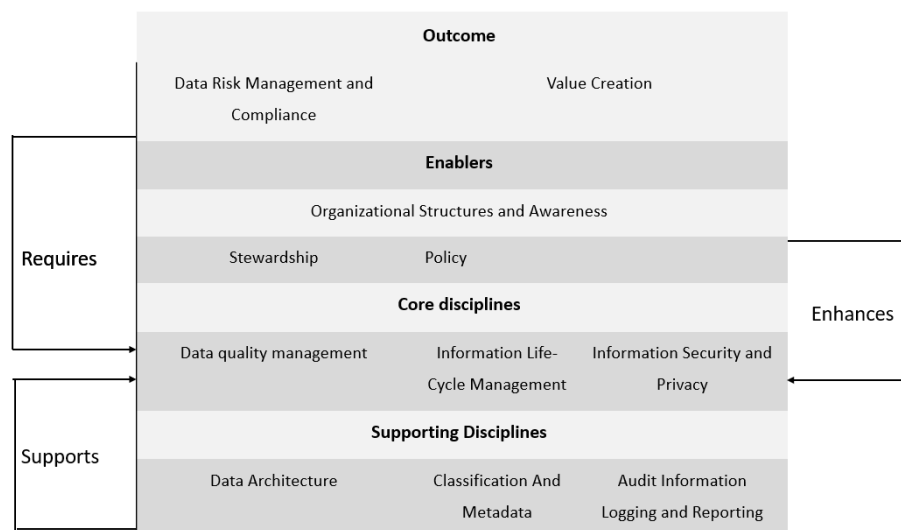 Outcome
Data Risk Management and
Compliance
Value Creation
Enablers
Organizational Structures and Awareness
Requires
Stewardship
Policy
Core disciplines
Enhances
Data quality management
Information Life-
Cycle Management
Information Security and
Privacy
Supporting Disciplines
Supports
Data Architecture
Classification And
Metadata
Audit Information
Logging and Reporting